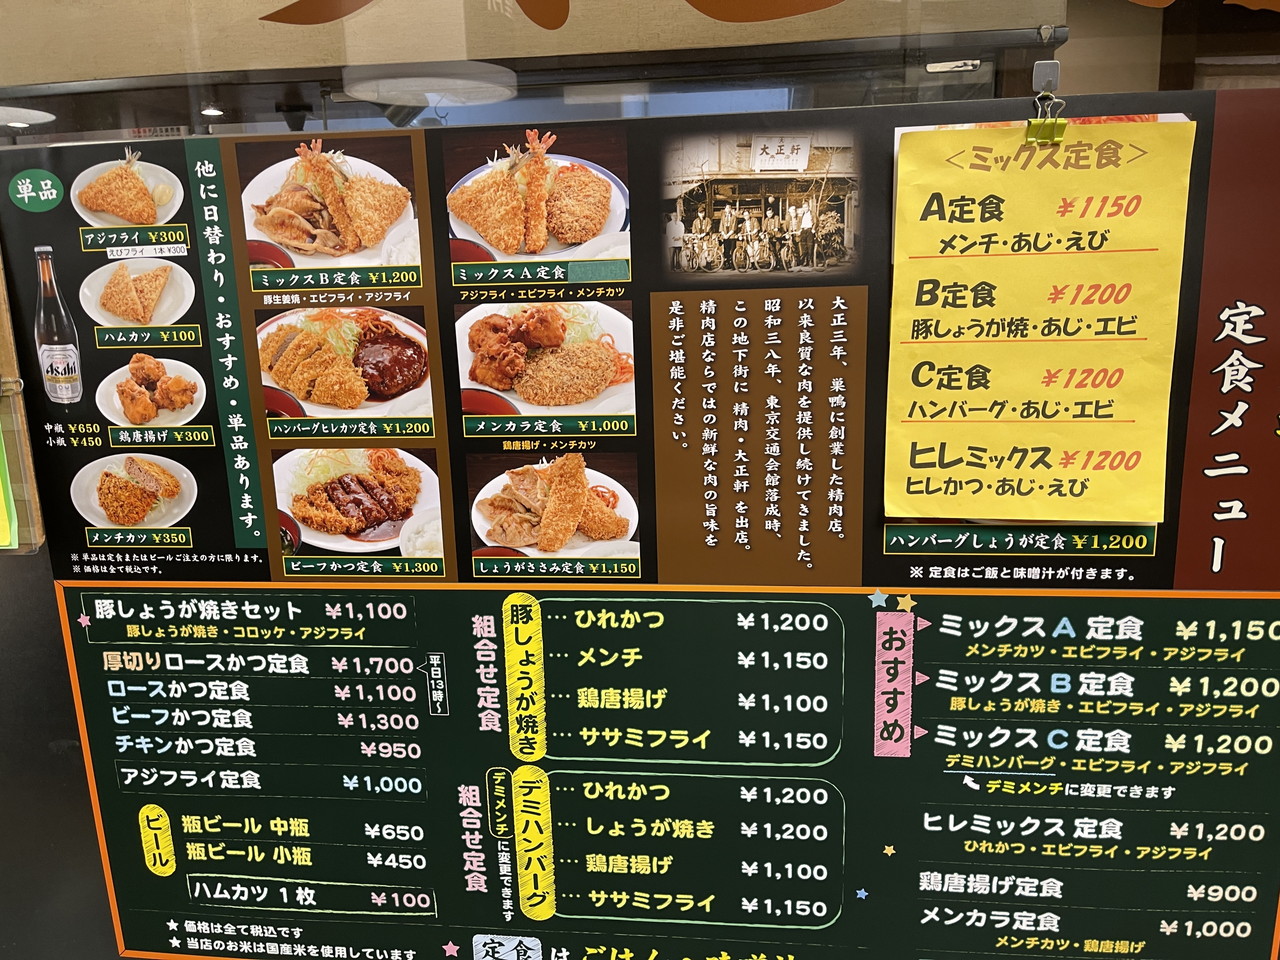 単品
アジフライ ¥300
えびフライ 1本 ¥300
ハムカツ ¥100
Asahi
中瓶 ¥650
小瓶 ¥450
鶏唐揚げ ¥300
メンチカツ ¥350
※ 単品は定食またはビールご注文の方に限ります。
※ 価格は全て税込です。
他に日替わり・おすすめ・単品あります。
ミックスB定食 ¥1,200
豚生姜焼・エビフライ・アジフライ
ハンバーグヒレカツ定食 ¥1,200
ビーフかつ定食 ¥1,300
ミックスA定食
アジフライ・エビフライ・メンチカツ
メンカラ定食 ¥1,000
鶏唐揚げ・メンチカツ
しょうがささみ定食 ¥1,150
大正軒
大正三年、巣鴨に創業した精肉店。
以来良質な肉を提供し続けてきました。
昭和三八年、東京交通会館落成時、
この地下街に 精肉・大正軒 を出店。
精肉店ならではの新鮮な肉の旨味を
是非ご堪能ください。
<ミックス定食>
A定食 ¥1150
メンチ・あじ・えび
B定食 ¥1200
豚しょうが焼・あじ・エビ
C定食 ¥1200
ハンバーグ・あじ・エビ
ヒレミックス ¥1200
ヒレかつ・あじ・えび
ハンバーグしょうが定食 ¥1,200
※ 定食はご飯と味噌汁が付きます。
定食メニュー
豚しょうが焼きセット ¥1,100
豚しょうが焼き・コロッケ・アジフライ
厚切りロースかつ定食 ¥1,700
平日13時〜
ロースかつ定食 ¥1,100
ビーフかつ定食 ¥1,300
チキンかつ定食 ¥950
アジフライ定食 ¥1,000
ビール
瓶ビール 中瓶 ¥650
瓶ビール 小瓶 ¥450
ハムカツ 1枚 ¥100
★ 価格は全て税込です
★ 当店のお米は国産米を使用しています
組合せ定食
豚しょうが焼き
… ひれかつ ¥1,200
… メンチ ¥1,150
… 鶏唐揚げ ¥1,100
… ササミフライ ¥1,150
組合せ定食
デミメンチに変更できます
デミハンバーグ
… ひれかつ ¥1,200
… しょうが焼き ¥1,200
… 鶏唐揚げ ¥1,100
… ササミフライ ¥1,150
定食はごはん
おすすめ
ミックスA定食 ¥1,150
メンチカツ・エビフライ・アジフライ
ミックスB定食 ¥1,200
豚しょうが焼き・エビフライ・アジフライ
ミックスC定食 ¥1,200
デミハンバーグ・エビフライ・アジフライ
デミメンチに変更できます
ヒレミックス 定食 ¥1,200
ひれかつ・エビフライ・アジフライ
鶏唐揚げ定食 ¥900
メンカラ定食 ¥1,000
メンチカツ・鶏唐揚げ